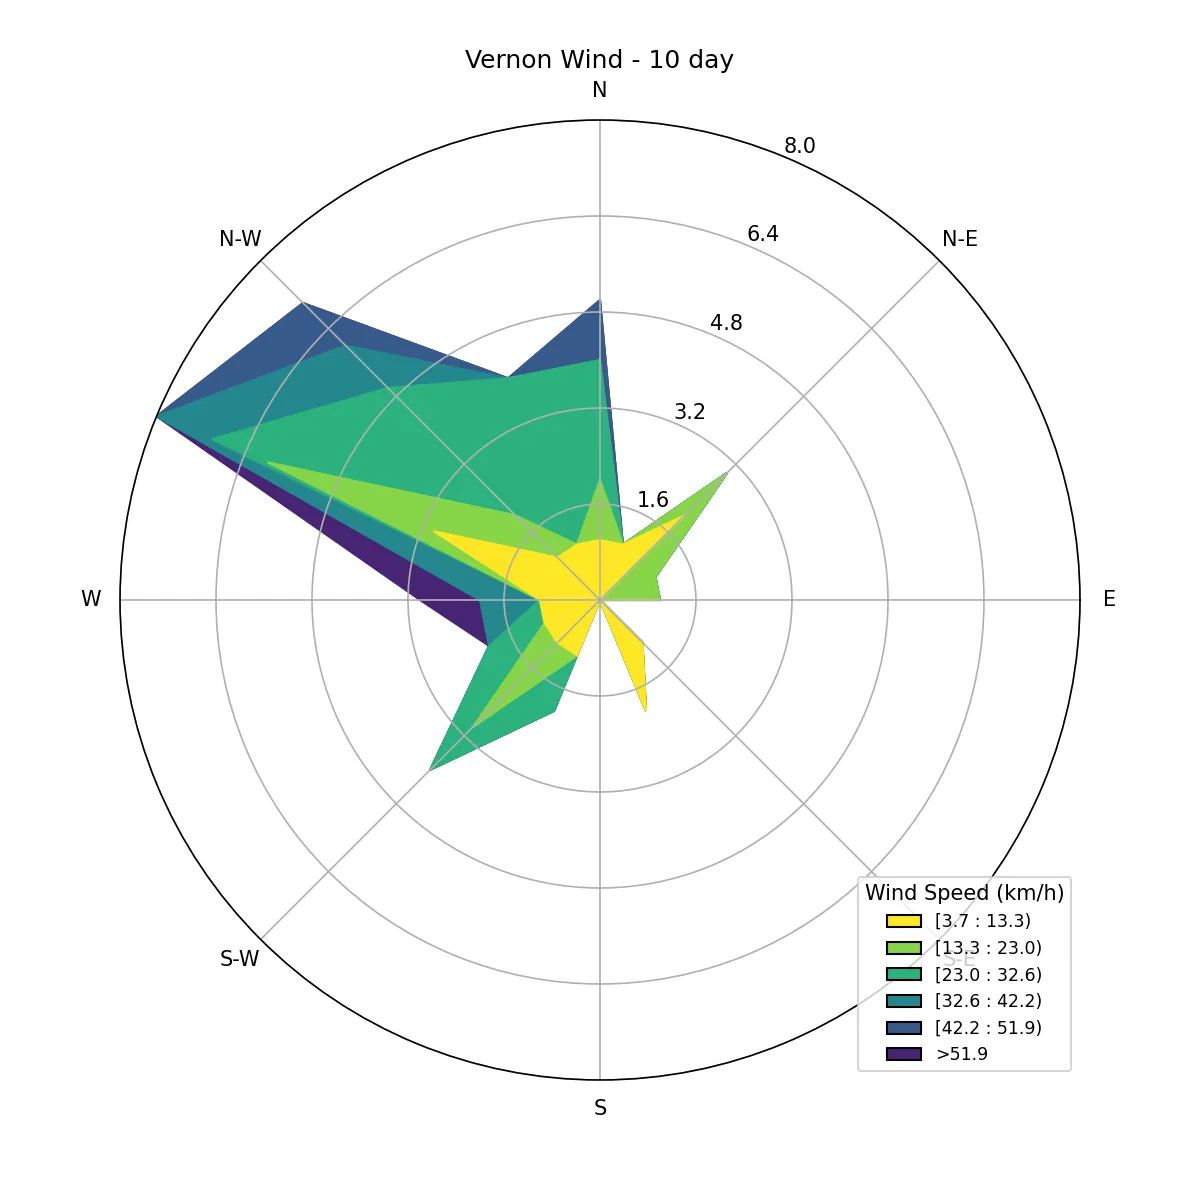 Vernon Wind - 10 day
N
8.0
N-W
6.4
N-E
4.8
3.2
1.6
W
E
Wind Speed (km/h)
[3.7 : 13.3)
[13.3 : 23.0)
S-W
S-E
[23.0 : 32.6)
[32.6 : 42.2)
[42.2 : 51.9)
>51.9
S